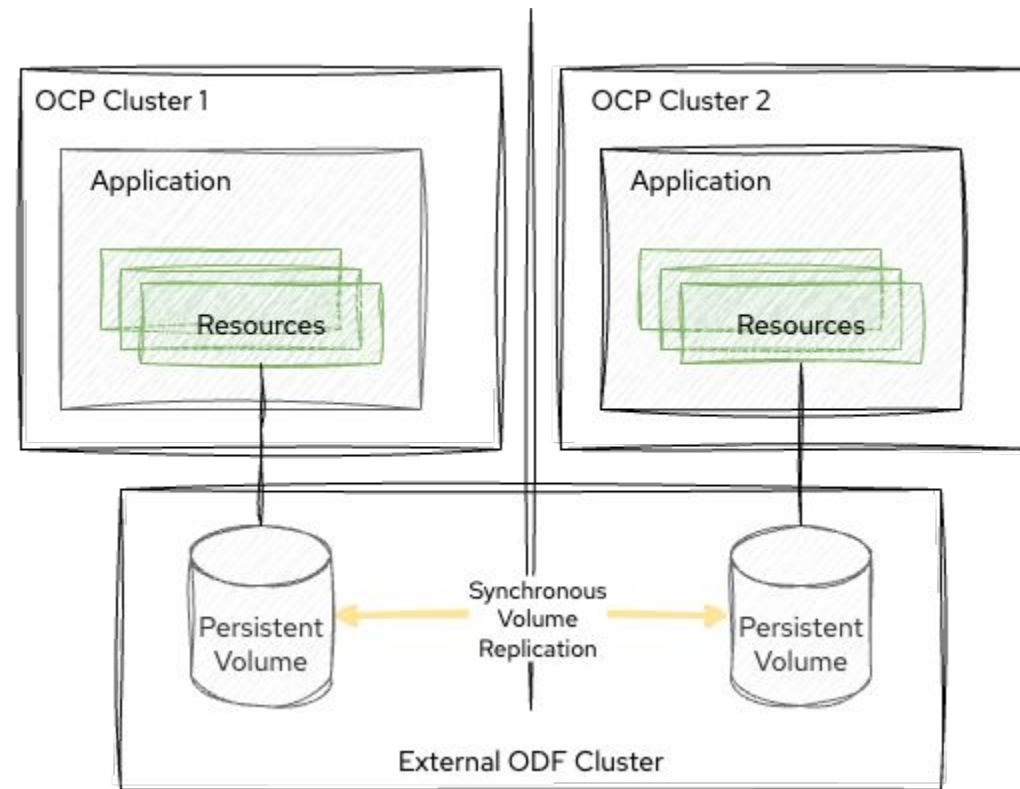 OCP Cluster 1
OCP Cluster 2
Application
Application
Resources
Resources
Synchronous
Volume
Replication
Persistent
Volume
Persistent
Volume
External ODF Cluster